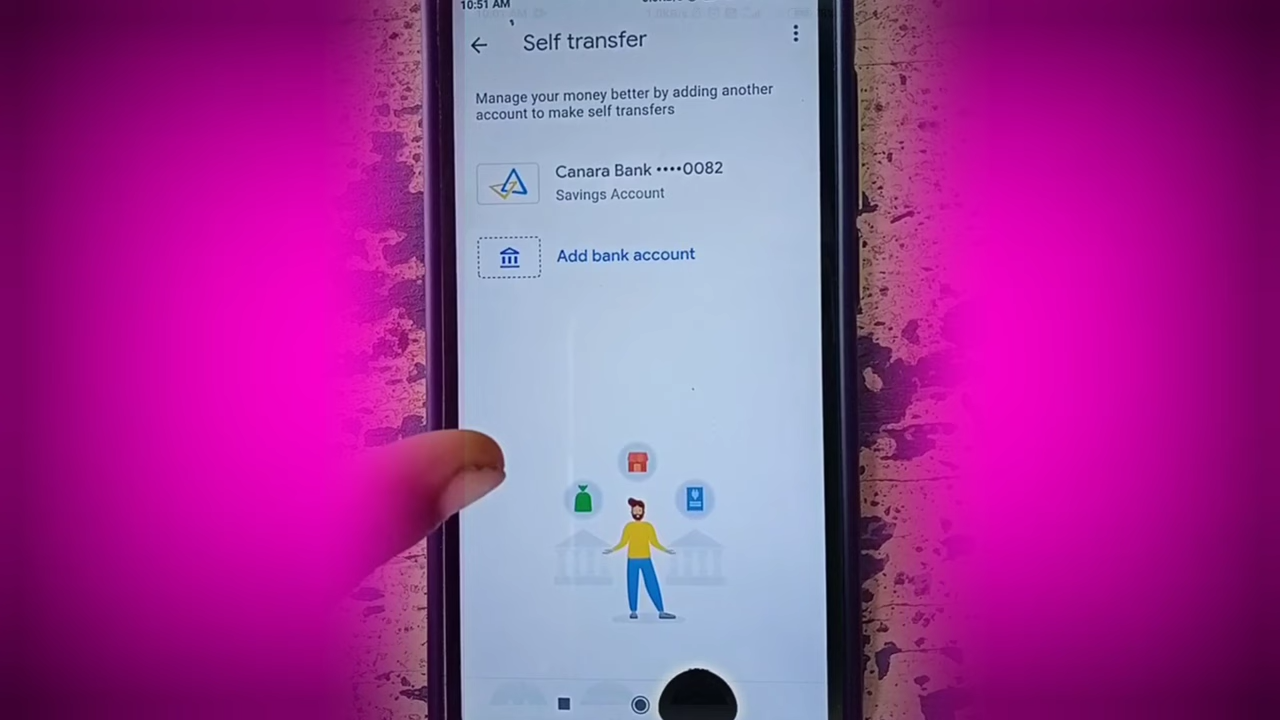 10:51 AM
Self transfer
Manage your money better by adding another
account to make self transfers
Canara Bank ••••0082
Savings Account
Add bank account